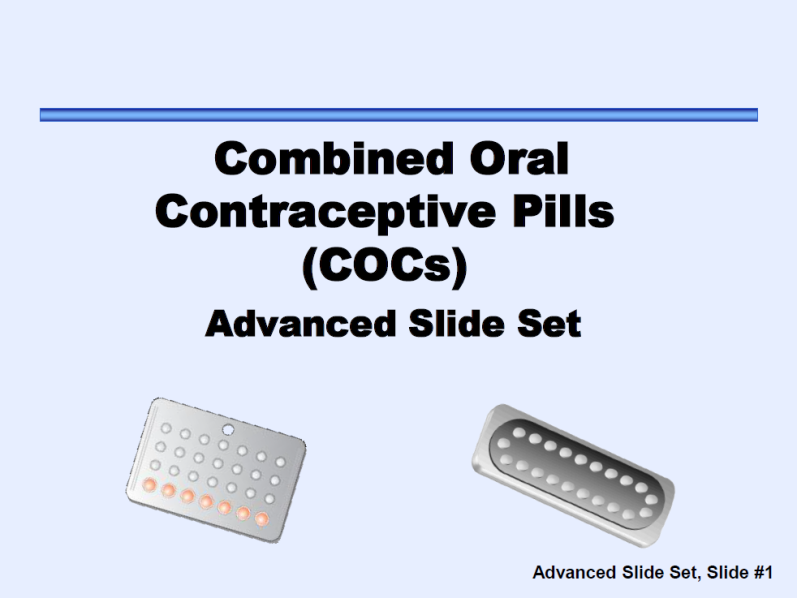 Combined Oral
Contraceptive Pills
(COCs)
Advanced Slide Set
Advanced Slide Set, Slide #1